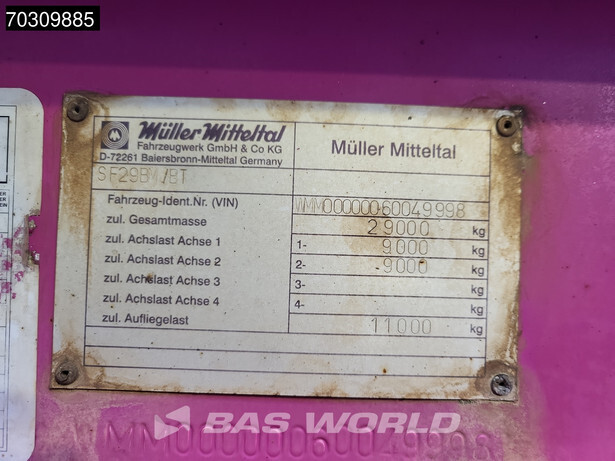 70309885
Müller Mitteltal
Fahrzeugwerk GmbH & Co KG
D-72261 Baiersbronn-Mitteltal Germany
Müller Mitteltal
Fahrzeug-Ident.Nr. (VIN) WMM00000060049998
zul. Gesamtmasse 29000 kg
zul. Achslast Achse 1 1- 9000 kg
zul. Achslast Achse 2 2- 9000 kg
zul. Achslast Achse 3 3- kg
zul. Achslast Achse 4 4- kg
zul. Aufliegelast 11000 kg
BAS WORLD
MM00000060049998